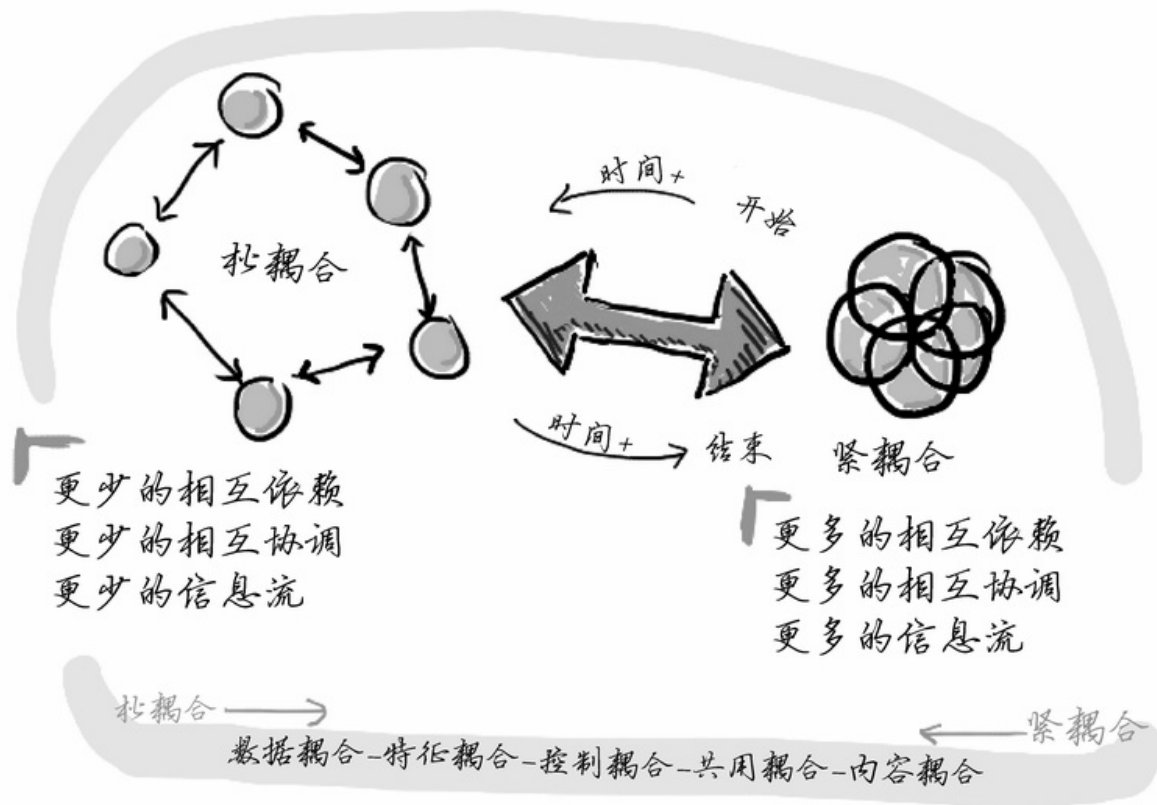 时间+
开始
松耦合
时间+
结束
紧耦合
更少的相互依赖
更少的相互协调
更少的信息流
更多的相互依赖
更多的相互协调
更多的信息流
松耦合
紧耦合
数据耦合-特征耦合-控制耦合-共用耦合-内容耦合